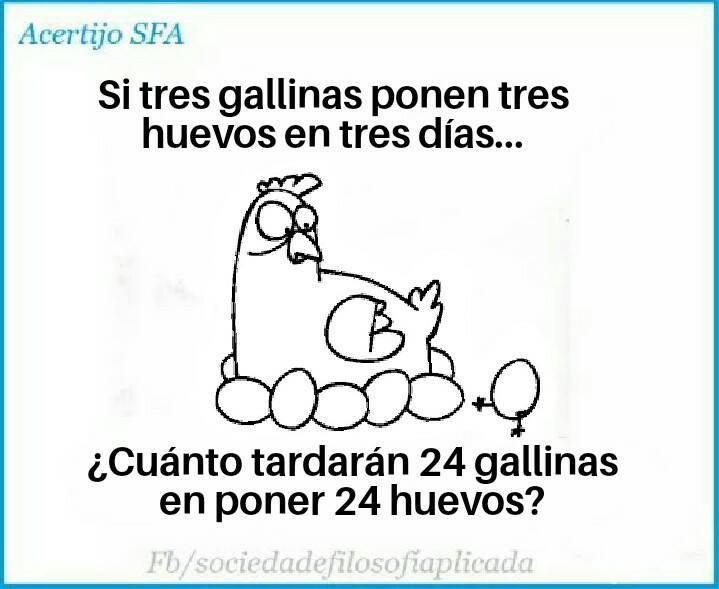 Acertijo SFA
Si tres gallinas ponen tres
huevos en tres días...
¿Cuánto tardarán 24 gallinas
en poner 24 huevos?
Fb/sociedadefilosofiaplicada